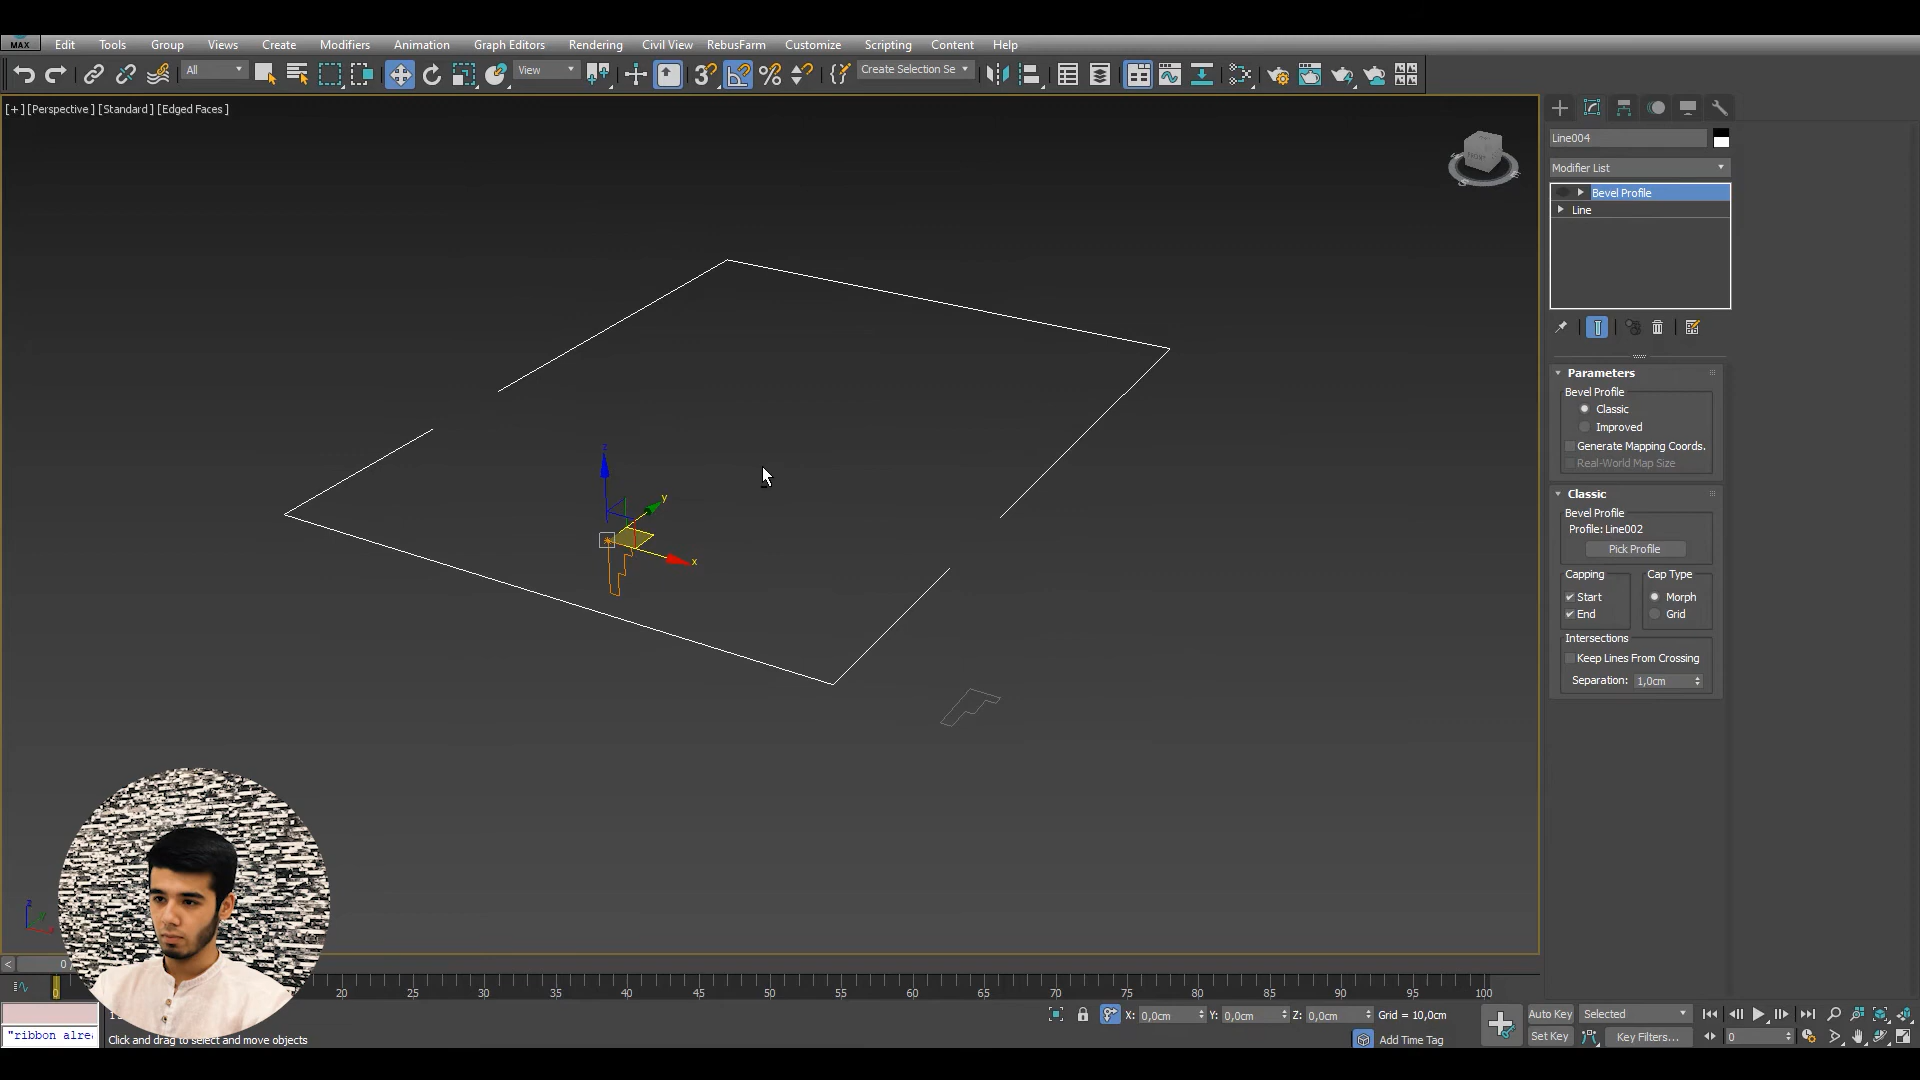 MAX Edit Tools Group Views Create Modifiers Animation Graph Editors Rendering Civil View RebusFarm Customize Scripting Content Help
All View Create Selection Se
[+] [Perspective] [Standard] [Edged Faces]
Line004
Modifier List
Bevel Profile
Line
z
y
x
Parameters
Bevel Profile
Classic
Improved
Generate Mapping Coords.
Real-World Map Size
Classic
Bevel Profile
Profile: Line002
Pick Profile
Capping Cap Type
Start Morph
End Grid
Intersections
Keep Lines From Crossing
Separation: 1,0cm
< 0
0 20 25 30 35 40 45 50 55 60 65 70 75 80 85 90 95 100
X: 0,0cm Y: 0,0cm Z: 0,0cm Grid = 10,0cm Auto Key Selected
"ribbon alre Click and drag to select and move objects Add Time Tag Set Key Key Filters... 0